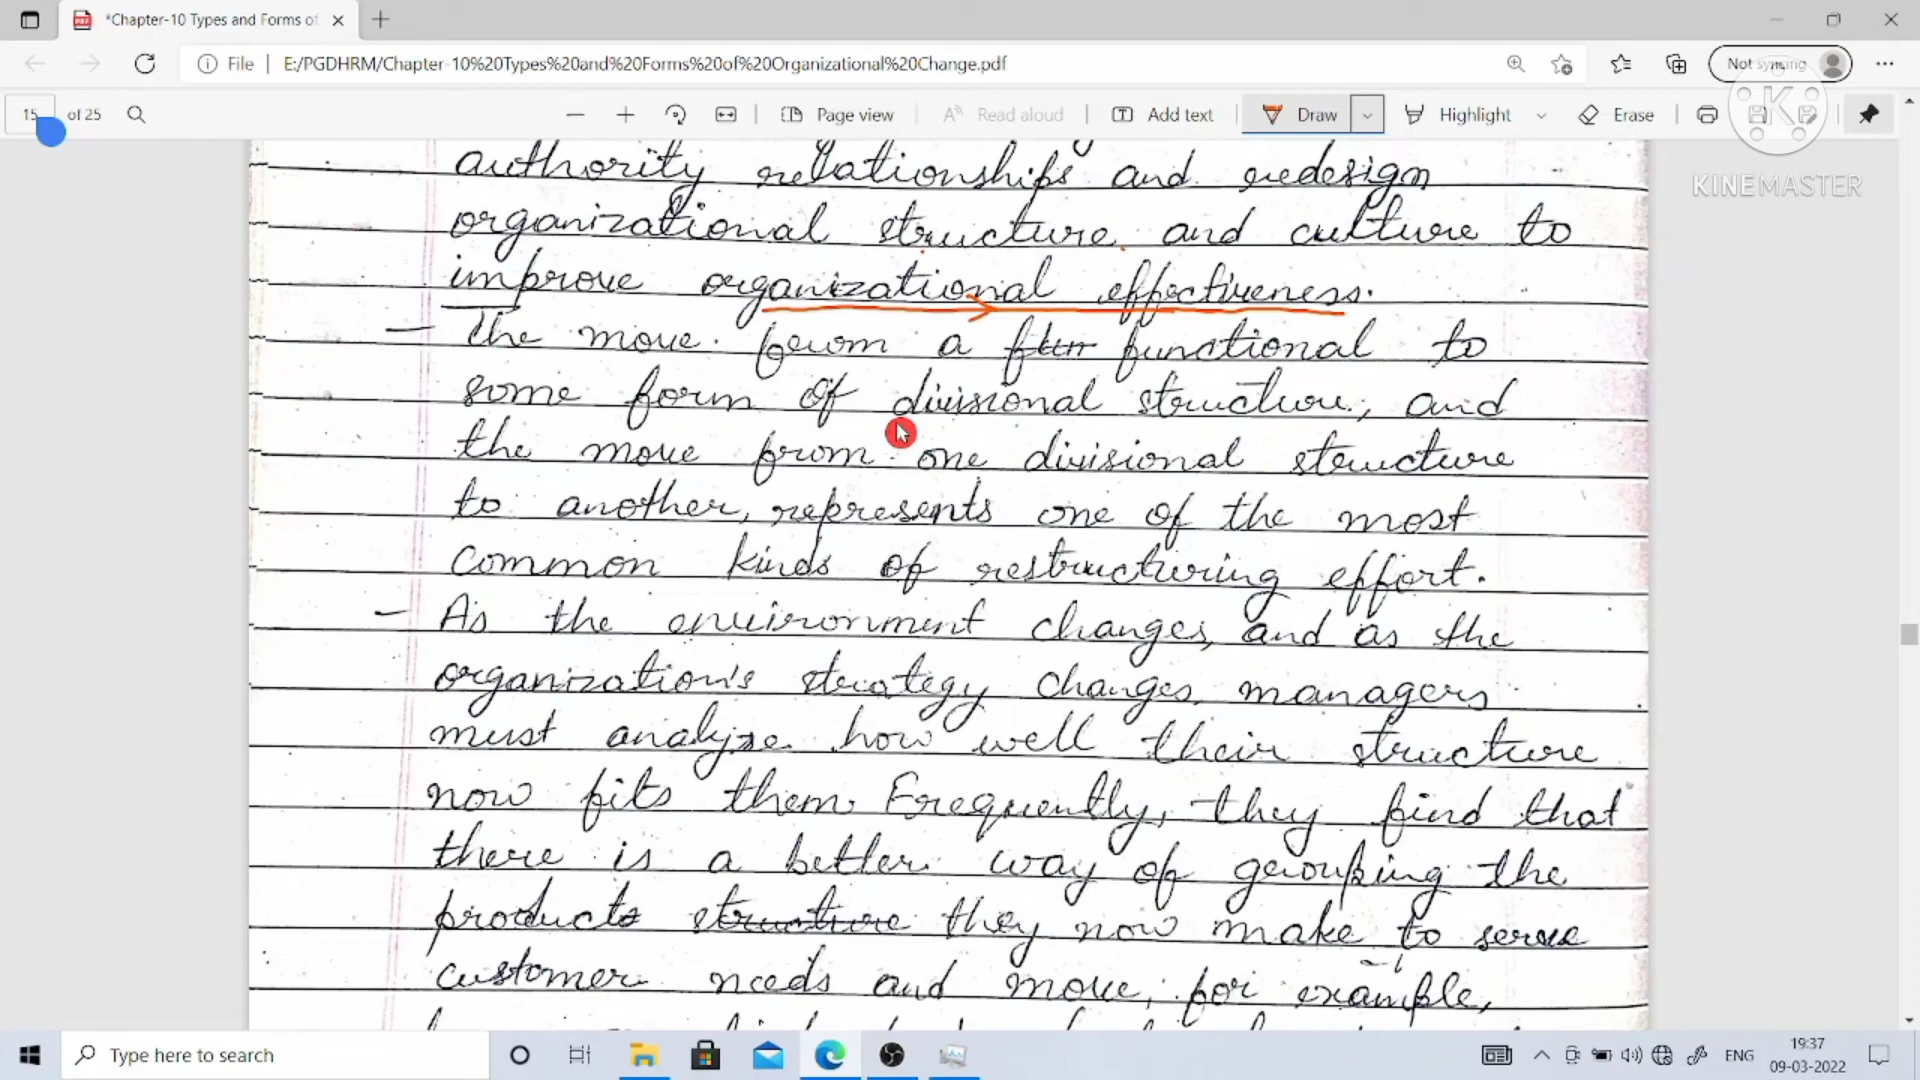 *Chapter-10 Types and Forms of
File E:/PGDHRM/Chapter-10%20Types%20and%20Forms%20of%20Organizational%20Change.pdf Not syncing
15 of 25 Page view Read aloud Add text Draw Highlight Erase
K
KINEMASTER
authority relationships and redesign
organizational structure and culture to
improve organizational effectiveness.
- The move from a fun functional to
some form of divisional structure, and
the move from one divisional structure
to another, represents one of the most
common kinds of restructuring effort.
- As the environment changes, and as the
organization's strategy changes, managers
must analyze how well their structure
now fits them. Frequently, they find that
there is a better way of grouping the
products structure they now make to serve
customer needs and move, for example,
Type here to search
ENG
19:37
09-03-2022